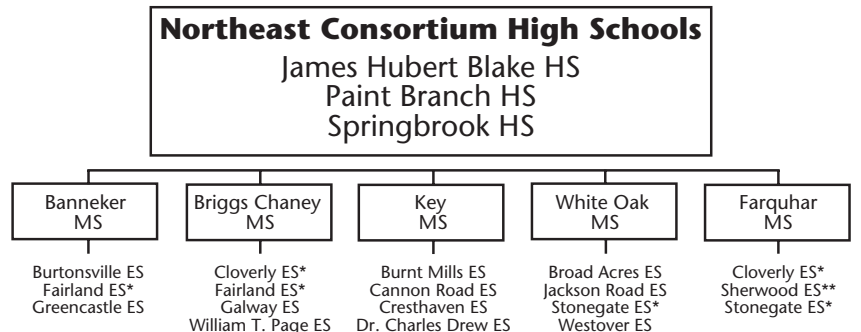 Northeast Consortium High Schools
James Hubert Blake HS
Paint Branch HS
Springbrook HS
Banneker
MS
Briggs Chaney
MS
Key
MS
White Oak
MS
Farquhar
MS
Burtonsville ES
Fairland ES*
Greencastle ES
Cloverly ES*
Fairland ES*
Galway ES
William T. Page ES
Burnt Mills ES
Cannon Road ES
Cresthaven ES
Dr. Charles Drew ES
Broad Acres ES
Jackson Road ES
Stonegate ES*
Westover ES
Cloverly ES*
Sherwood ES**
Stonegate ES*